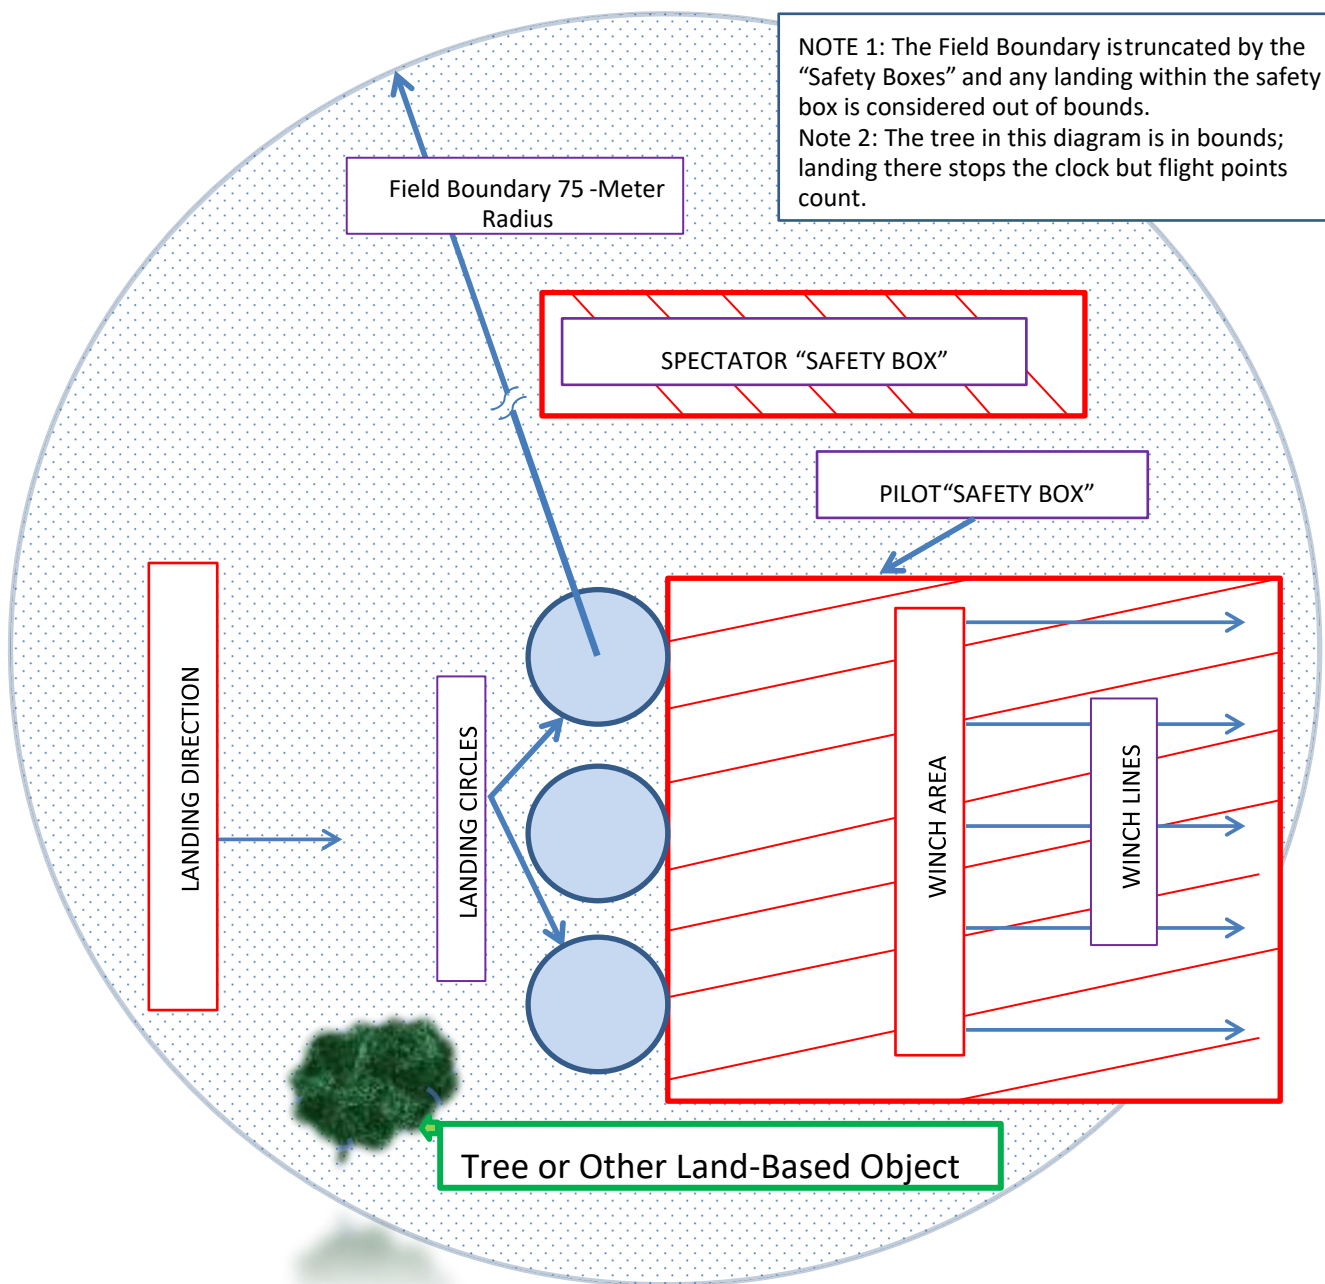 NOTE 1: The Field Boundary istruncated by the
“Safety Boxes” and any landing within the safety
box is considered out of bounds.
Note 2: The tree in this diagram is in bounds;
landing there stops the clock but flight points
count.
Field Boundary 75 -Meter
Radius
SPECTATOR “SAFETY BOX”
PILOT“SAFETY BOX”
LANDING DIRECTION
LANDING CIRCLES
WINCH AREA
WINCH LINES
Tree or Other Land-Based Object